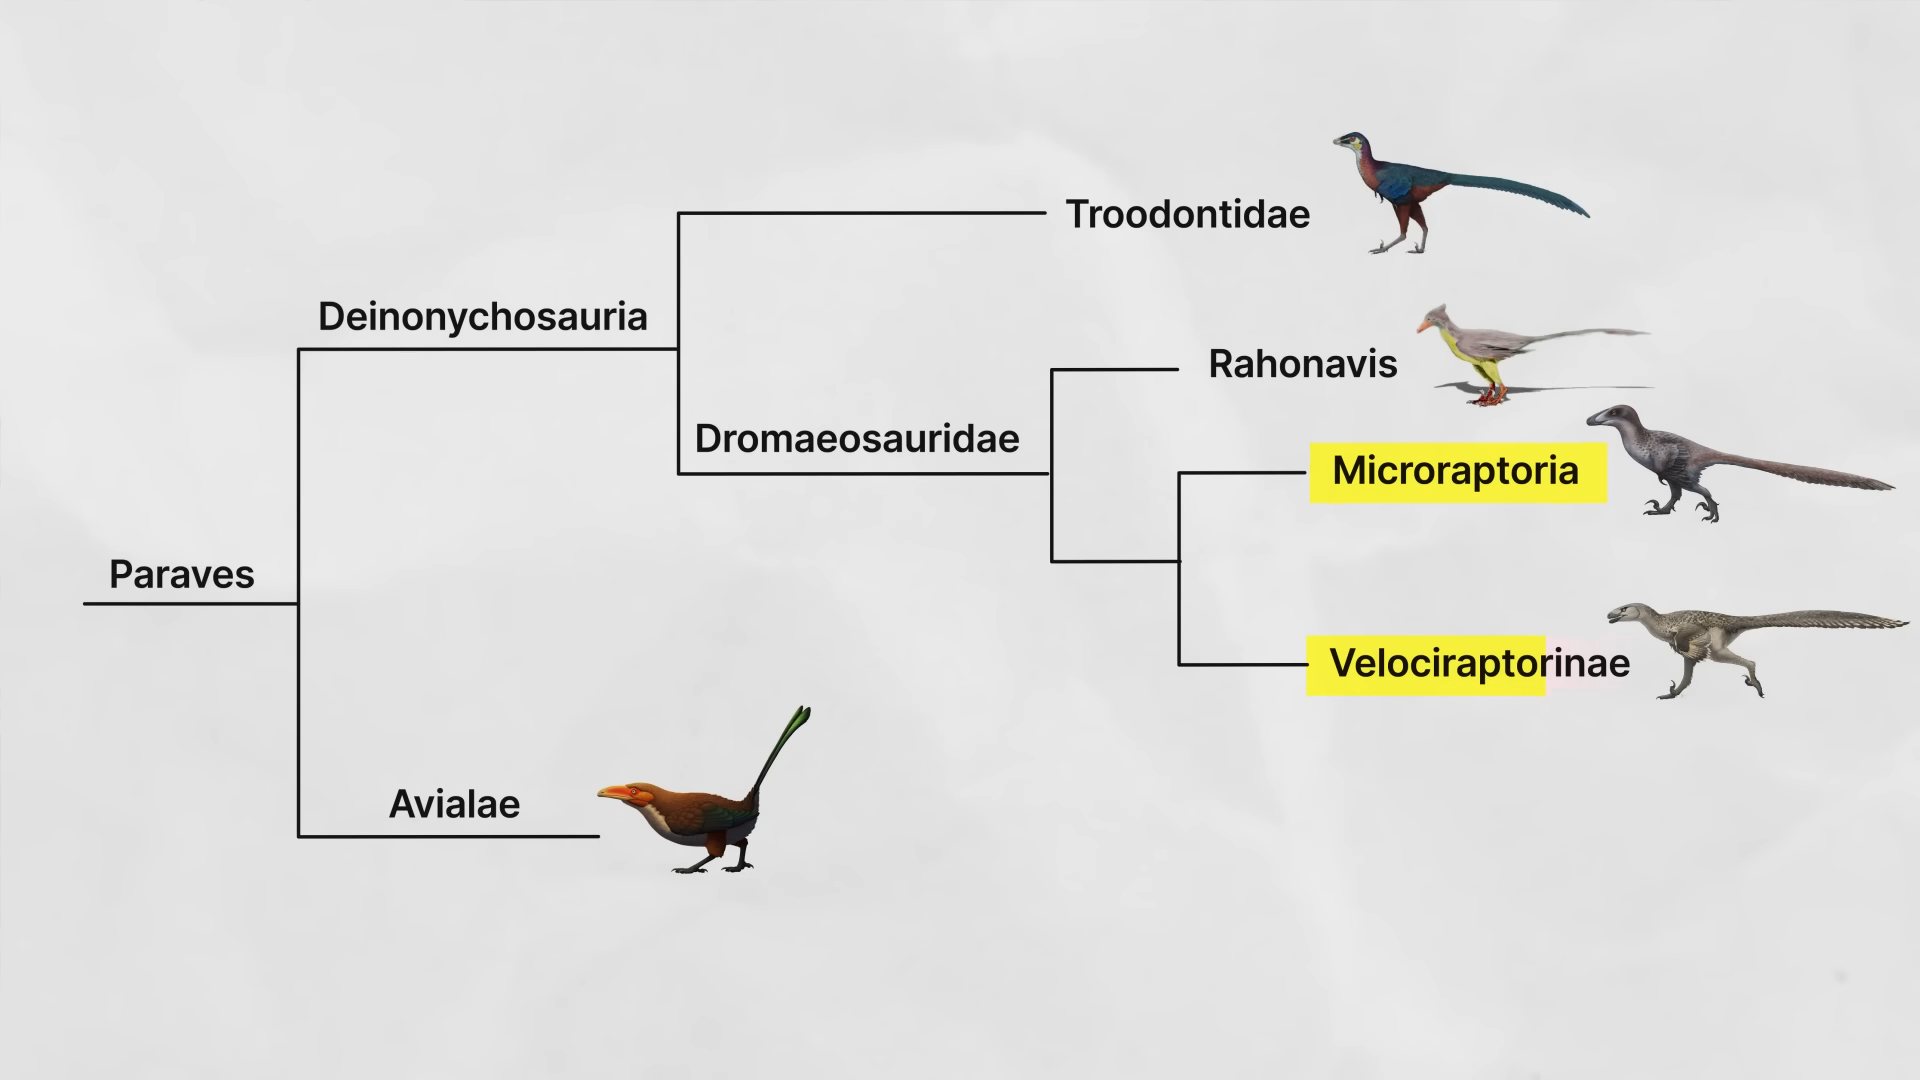 Troodontidae
Deinonychosauria
Rahonavis
Dromaeosauridae
Microraptoria
Paraves
Velociraptorinae
Avialae